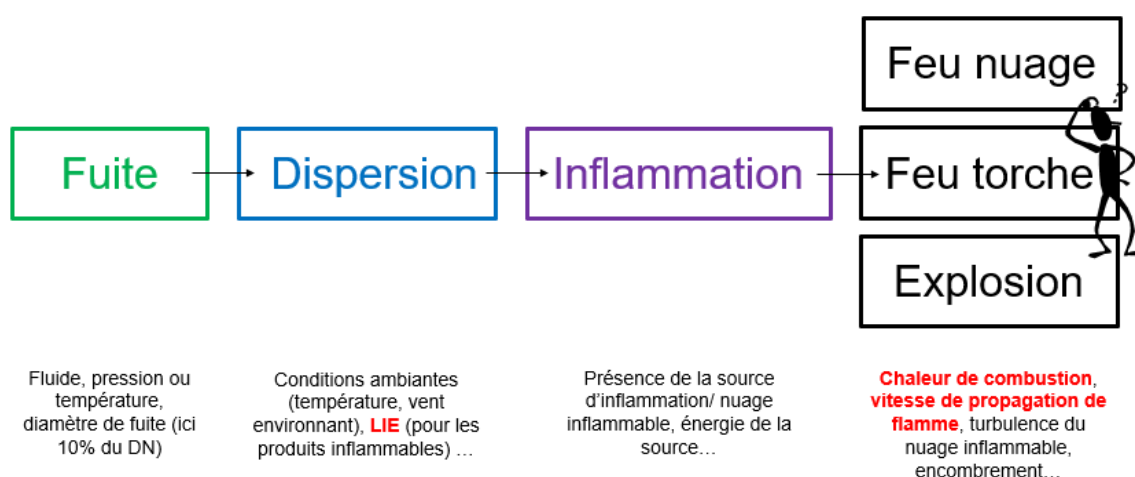 Feu nuage
?
Fuite
Dispersion
Inflammation
Feu torche
Explosion
Fluide, pression ou
température,
diamètre de fuite (ici
10% du DN)
Conditions ambiantes
(température, vent
environnant), LIE (pour les
produits inflammables) …
Présence de la source
d'inflammation/ nuage
inflammable, énergie de la
source…
Chaleur de combustion,
vitesse de propagation de
flamme, turbulence du
nuage inflammable,
encombrement…